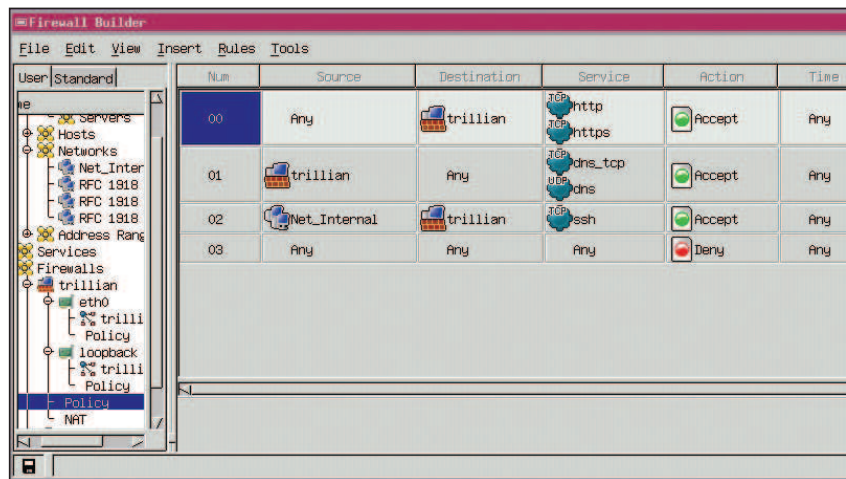 Firewall Builder
File Edit View Insert Rules Tools
User Standard
me
Servers
Hosts
Networks
Net_Inter
RFC 1918
RFC 1918
RFC 1918
Address Rang
Services
Firewalls
trillian
eth0
trilli
Policy
loopback
trilli
Policy
Policy
NAT
Num Source Destination Service Action Time
00 Any trillian TCP http TCP https Accept Any
01 trillian Any TCP dns_tcp UDP dns Accept Any
02 Net_Internal trillian TCP ssh Accept Any
03 Any Any Any Deny Any